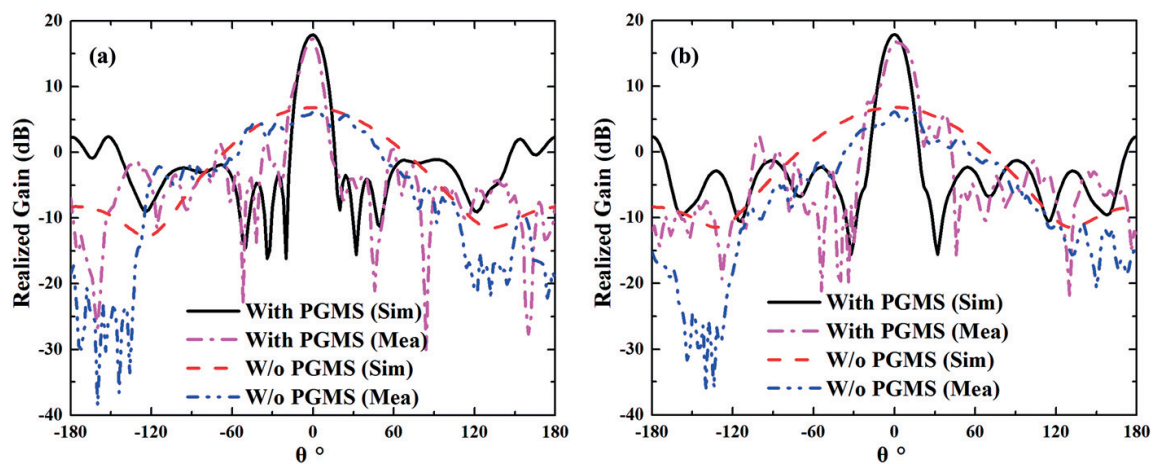 20
10
0
-10
-20
-30
-40
Realized Gain (dB)
(a)
With PGMS (Sim)
With PGMS (Mea)
W/o PGMS (Sim)
W/o PGMS (Mea)
-180 -120 -60 0 60 120 180
θ °
20
10
0
-10
-20
-30
-40
Realized Gain (dB)
(b)
With PGMS (Sim)
With PGMS (Mea)
W/o PGMS (Sim)
W/o PGMS (Mea)
-180 -120 -60 0 60 120 180
θ °